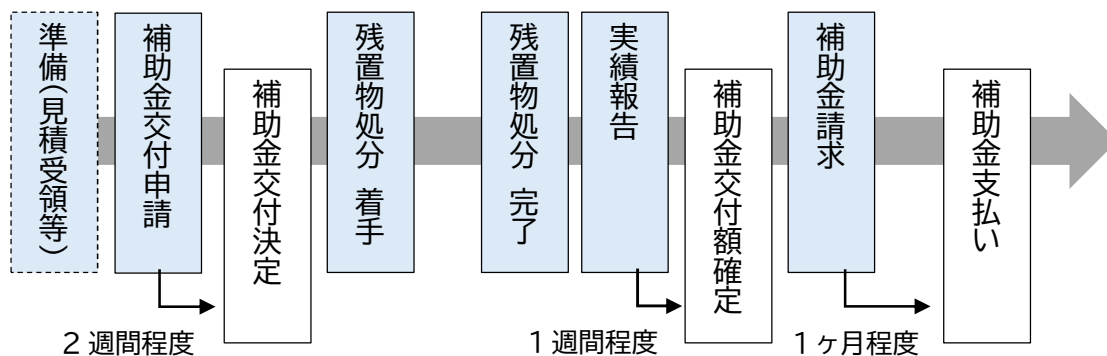 準備(見積受領等)
補助金交付申請
補助金交付決定
残置物処分 着手
残置物処分 完了
実績報告
補助金交付額確定
補助金請求
補助金支払い
2週間程度
1週間程度
1ヶ月程度